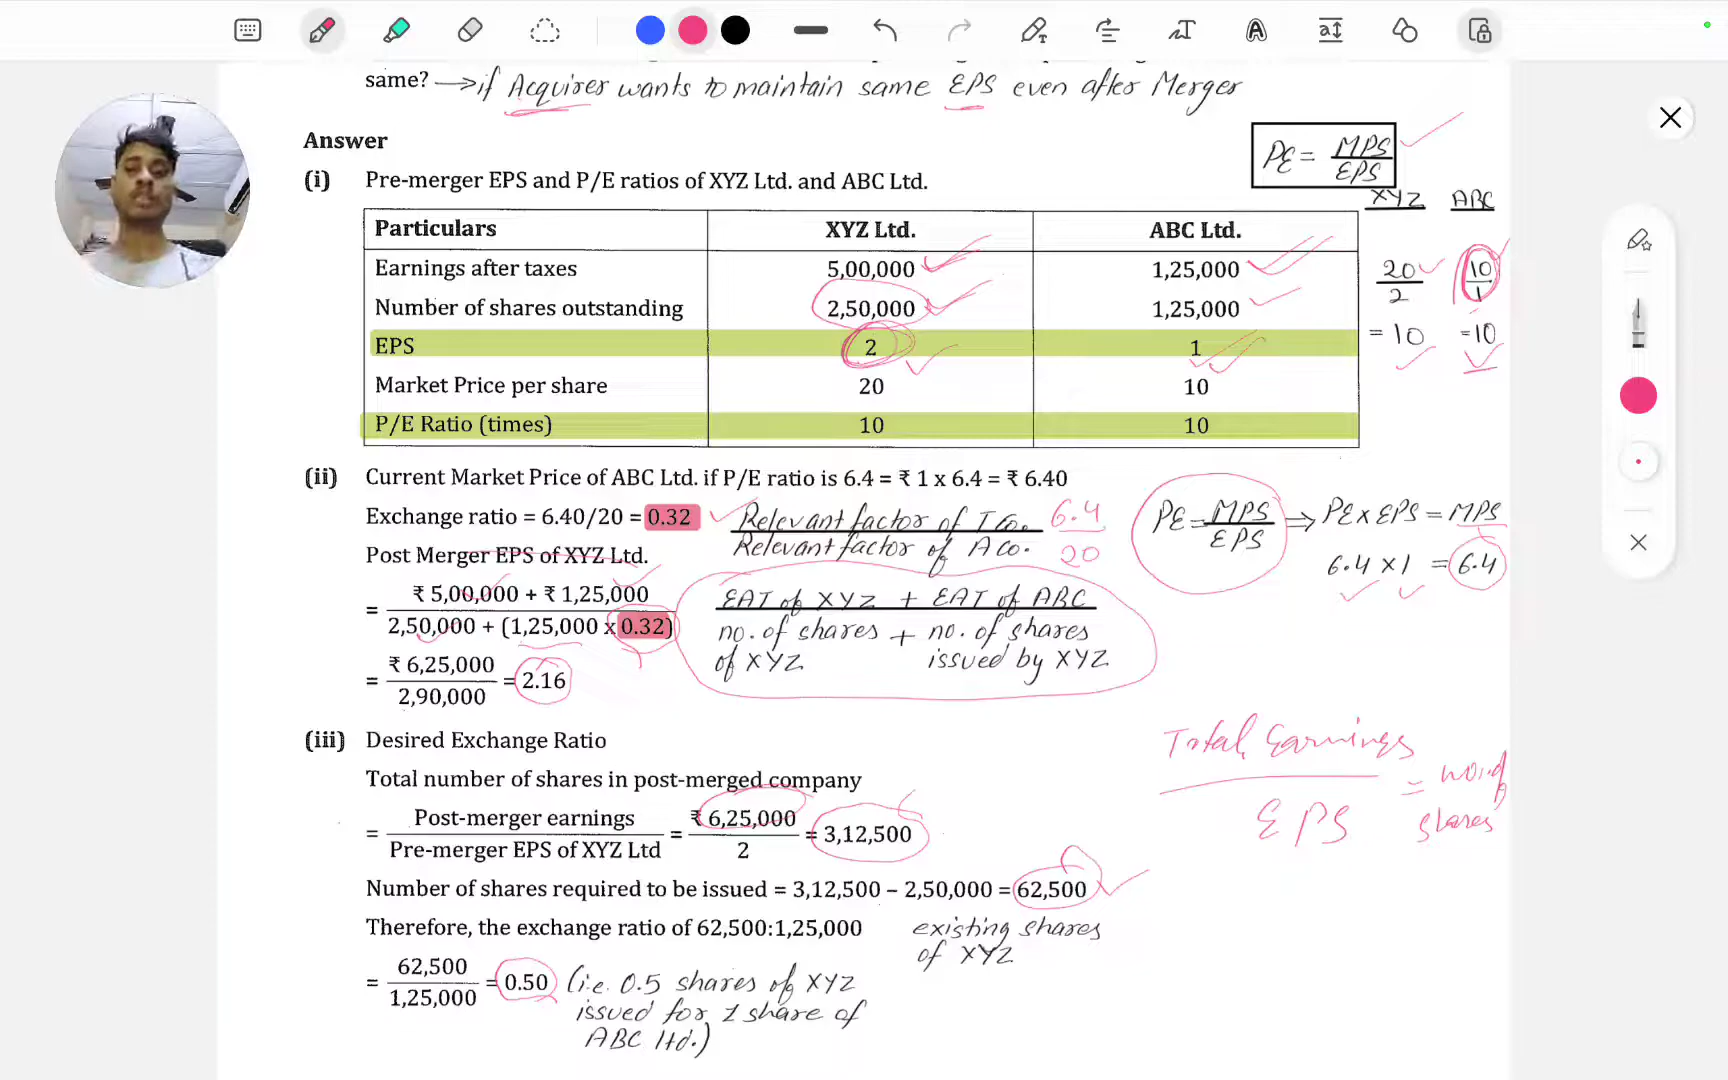 same? → if Acquirer wants to maintain same EPS even after Merger
Answer
PE = MPS / EPS
(i) Pre-merger EPS and P/E ratios of XYZ Ltd. and ABC Ltd.
XYZ ABC
Particulars XYZ Ltd. ABC Ltd.
Earnings after taxes 5,00,000 1,25,000
20/2 10/1
Number of shares outstanding 2,50,000 1,25,000
= 10 =10
EPS 2 1
Market Price per share 20 10
P/E Ratio (times) 10 10
(ii) Current Market Price of ABC Ltd. if P/E ratio is 6.4 = ₹ 1 x 6.4 = ₹ 6.40
Exchange ratio = 6.40/20 = 0.32
Relevant factor of T Co. 6.4
Relevant factor of A Co. 20
PE = MPS / EPS ⇒ PE x EPS = MPS
6.4 x 1 = 6.4
Post Merger EPS of XYZ Ltd.
= ₹ 5,00,000 + ₹ 1,25,000
2,50,000 + (1,25,000 x 0.32)
EAT of XYZ + EAT of ABC
no. of shares + no. of shares
of XYZ issued by XYZ
= ₹ 6,25,000 / 2,90,000 = 2.16
(iii) Desired Exchange Ratio
Total number of shares in post-merged company
= Post-merger earnings / Pre-merger EPS of XYZ Ltd = ₹ 6,25,000 / 2 = 3,12,500
Total Earnings / EPS = no. of
shares
Number of shares required to be issued = 3,12,500 – 2,50,000 = 62,500
Therefore, the exchange ratio of 62,500:1,25,000
existing shares
of XYZ
= 62,500 / 1,25,000 = 0.50 (i.e. 0.5 shares of XYZ
issued for 1 share of
ABC ltd.)